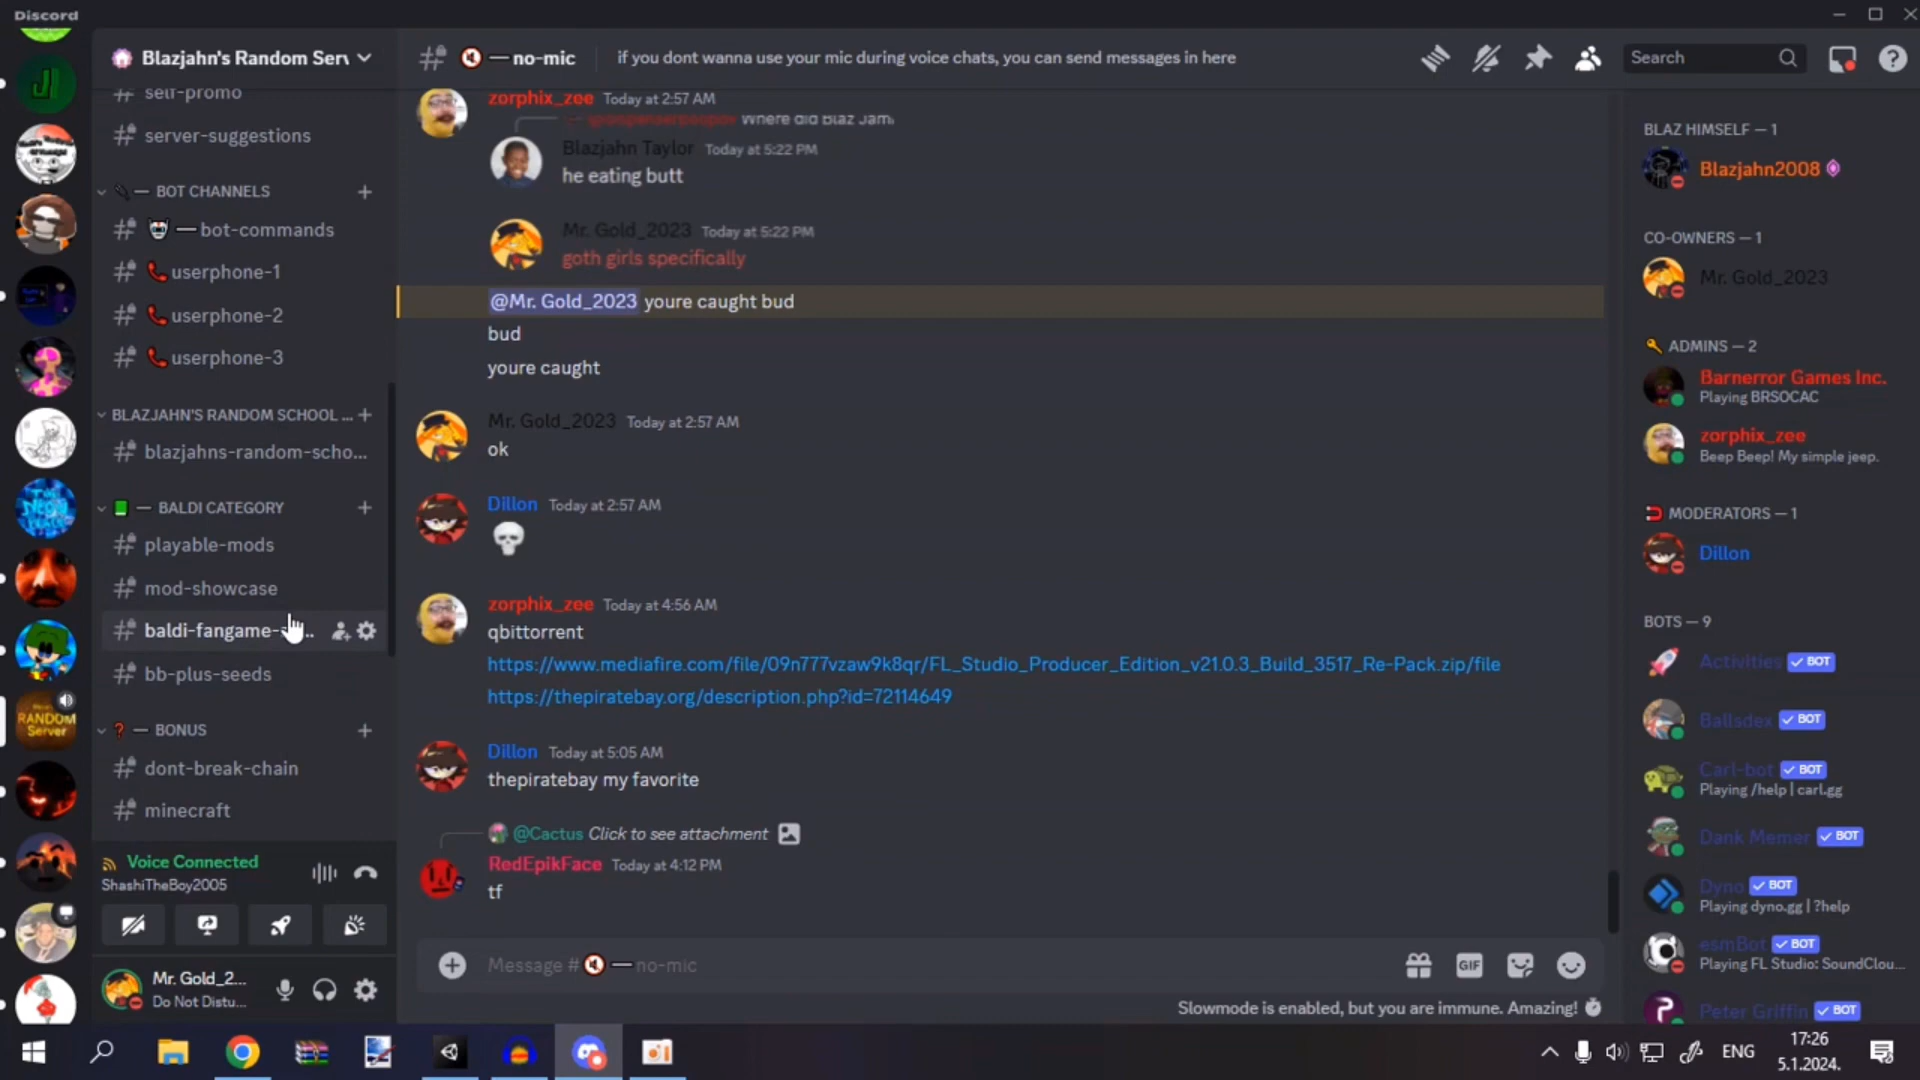 Discord
Blazjahn's Random Serv
self-promo
server-suggestions
— BOT CHANNELS
— bot-commands
userphone-1
userphone-2
userphone-3
BLAZJAHN'S RANDOM SCHOOL ...
blazjahns-random-scho...
— BALDI CATEGORY
playable-mods
mod-showcase
baldi-fangame-
bb-plus-seeds
— BONUS
dont-break-chain
minecraft
RANDOM
Server
Voice Connected
ShashiTheBoy2005
Mr. Gold_2...
Do Not Distu...
— no-mic
if you dont wanna use your mic during voice chats, you can send messages in here
Search
zorphix_zee Today at 2:57 AM
Where did Blaz Jam
Blazjahn Taylor Today at 5:22 PM
he eating butt
Mr. Gold_2023 Today at 5:22 PM
goth girls specifically
@Mr. Gold_2023 youre caught bud
bud
youre caught
Mr. Gold_2023 Today at 2:57 AM
ok
Dillon Today at 2:57 AM
zorphix_zee Today at 4:56 AM
qbittorrent
https://www.mediafire.com/file/09n777vzaw9k8qr/FL_Studio_Producer_Edition_v21.0.3_Build_3517_Re-Pack.zip/file
https://thepiratebay.org/description.php?id=72114649
Dillon Today at 5:05 AM
thepiratebay my favorite
@Cactus Click to see attachment
RedEpikFace Today at 4:12 PM
tf
Message # — no-mic
GIF
Slowmode is enabled, but you are immune. Amazing!
BLAZ HIMSELF — 1
Blazjahn2008
CO-OWNERS — 1
Mr. Gold_2023
ADMINS — 2
Barnerror Games Inc.
Playing BRSOCAC
zorphix_zee
Beep Beep! My simple jeep.
MODERATORS — 1
Dillon
BOTS — 9
Activities BOT
Ballsdex BOT
Carl-bot BOT
Playing /help | carl.gg
Dank Memer BOT
Dyno BOT
Playing dyno.gg | ?help
esmBot BOT
Playing FL Studio: SoundClou...
Peter Griffin BOT
ENG
17:26
5.1.2024.